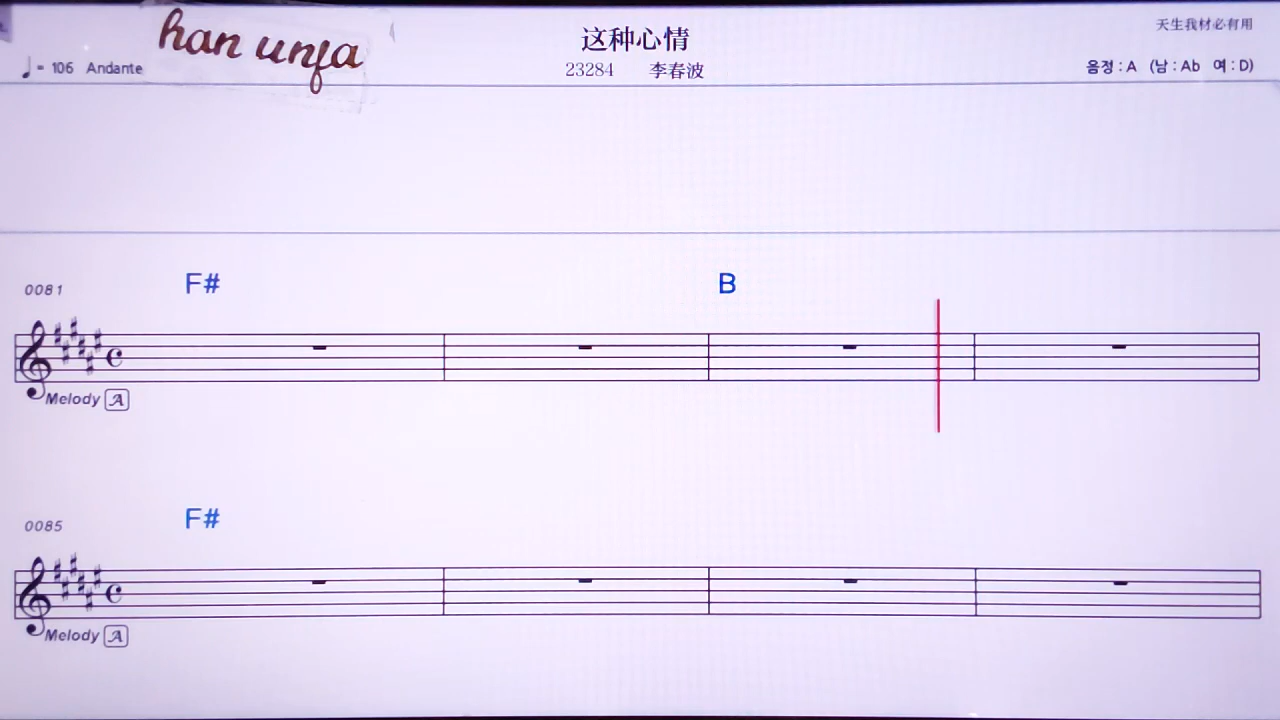 han unfa
这种心情
天生我材必有用
♩= 106 Andante
23284 李春波
음정 : A (남 : Ab 여 : D)
0081
F# B
Melody A
0085
F#
Melody A